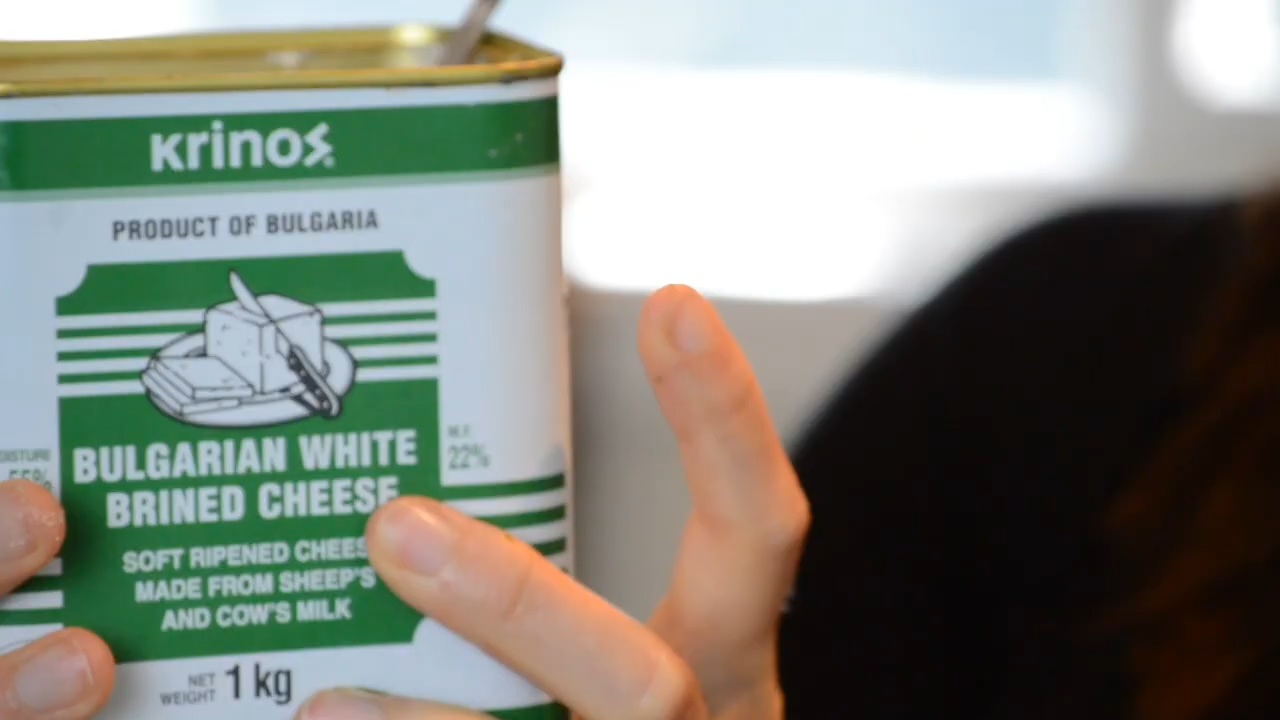 Krinos
PRODUCT OF BULGARIA
BULGARIAN WHITE
BRINED CHEESE
M.F.
22%
55%
SOFT RIPENED
MADE FROM SHEEP'S
AND COW'S MILK
NET
WEIGHT
1 kg